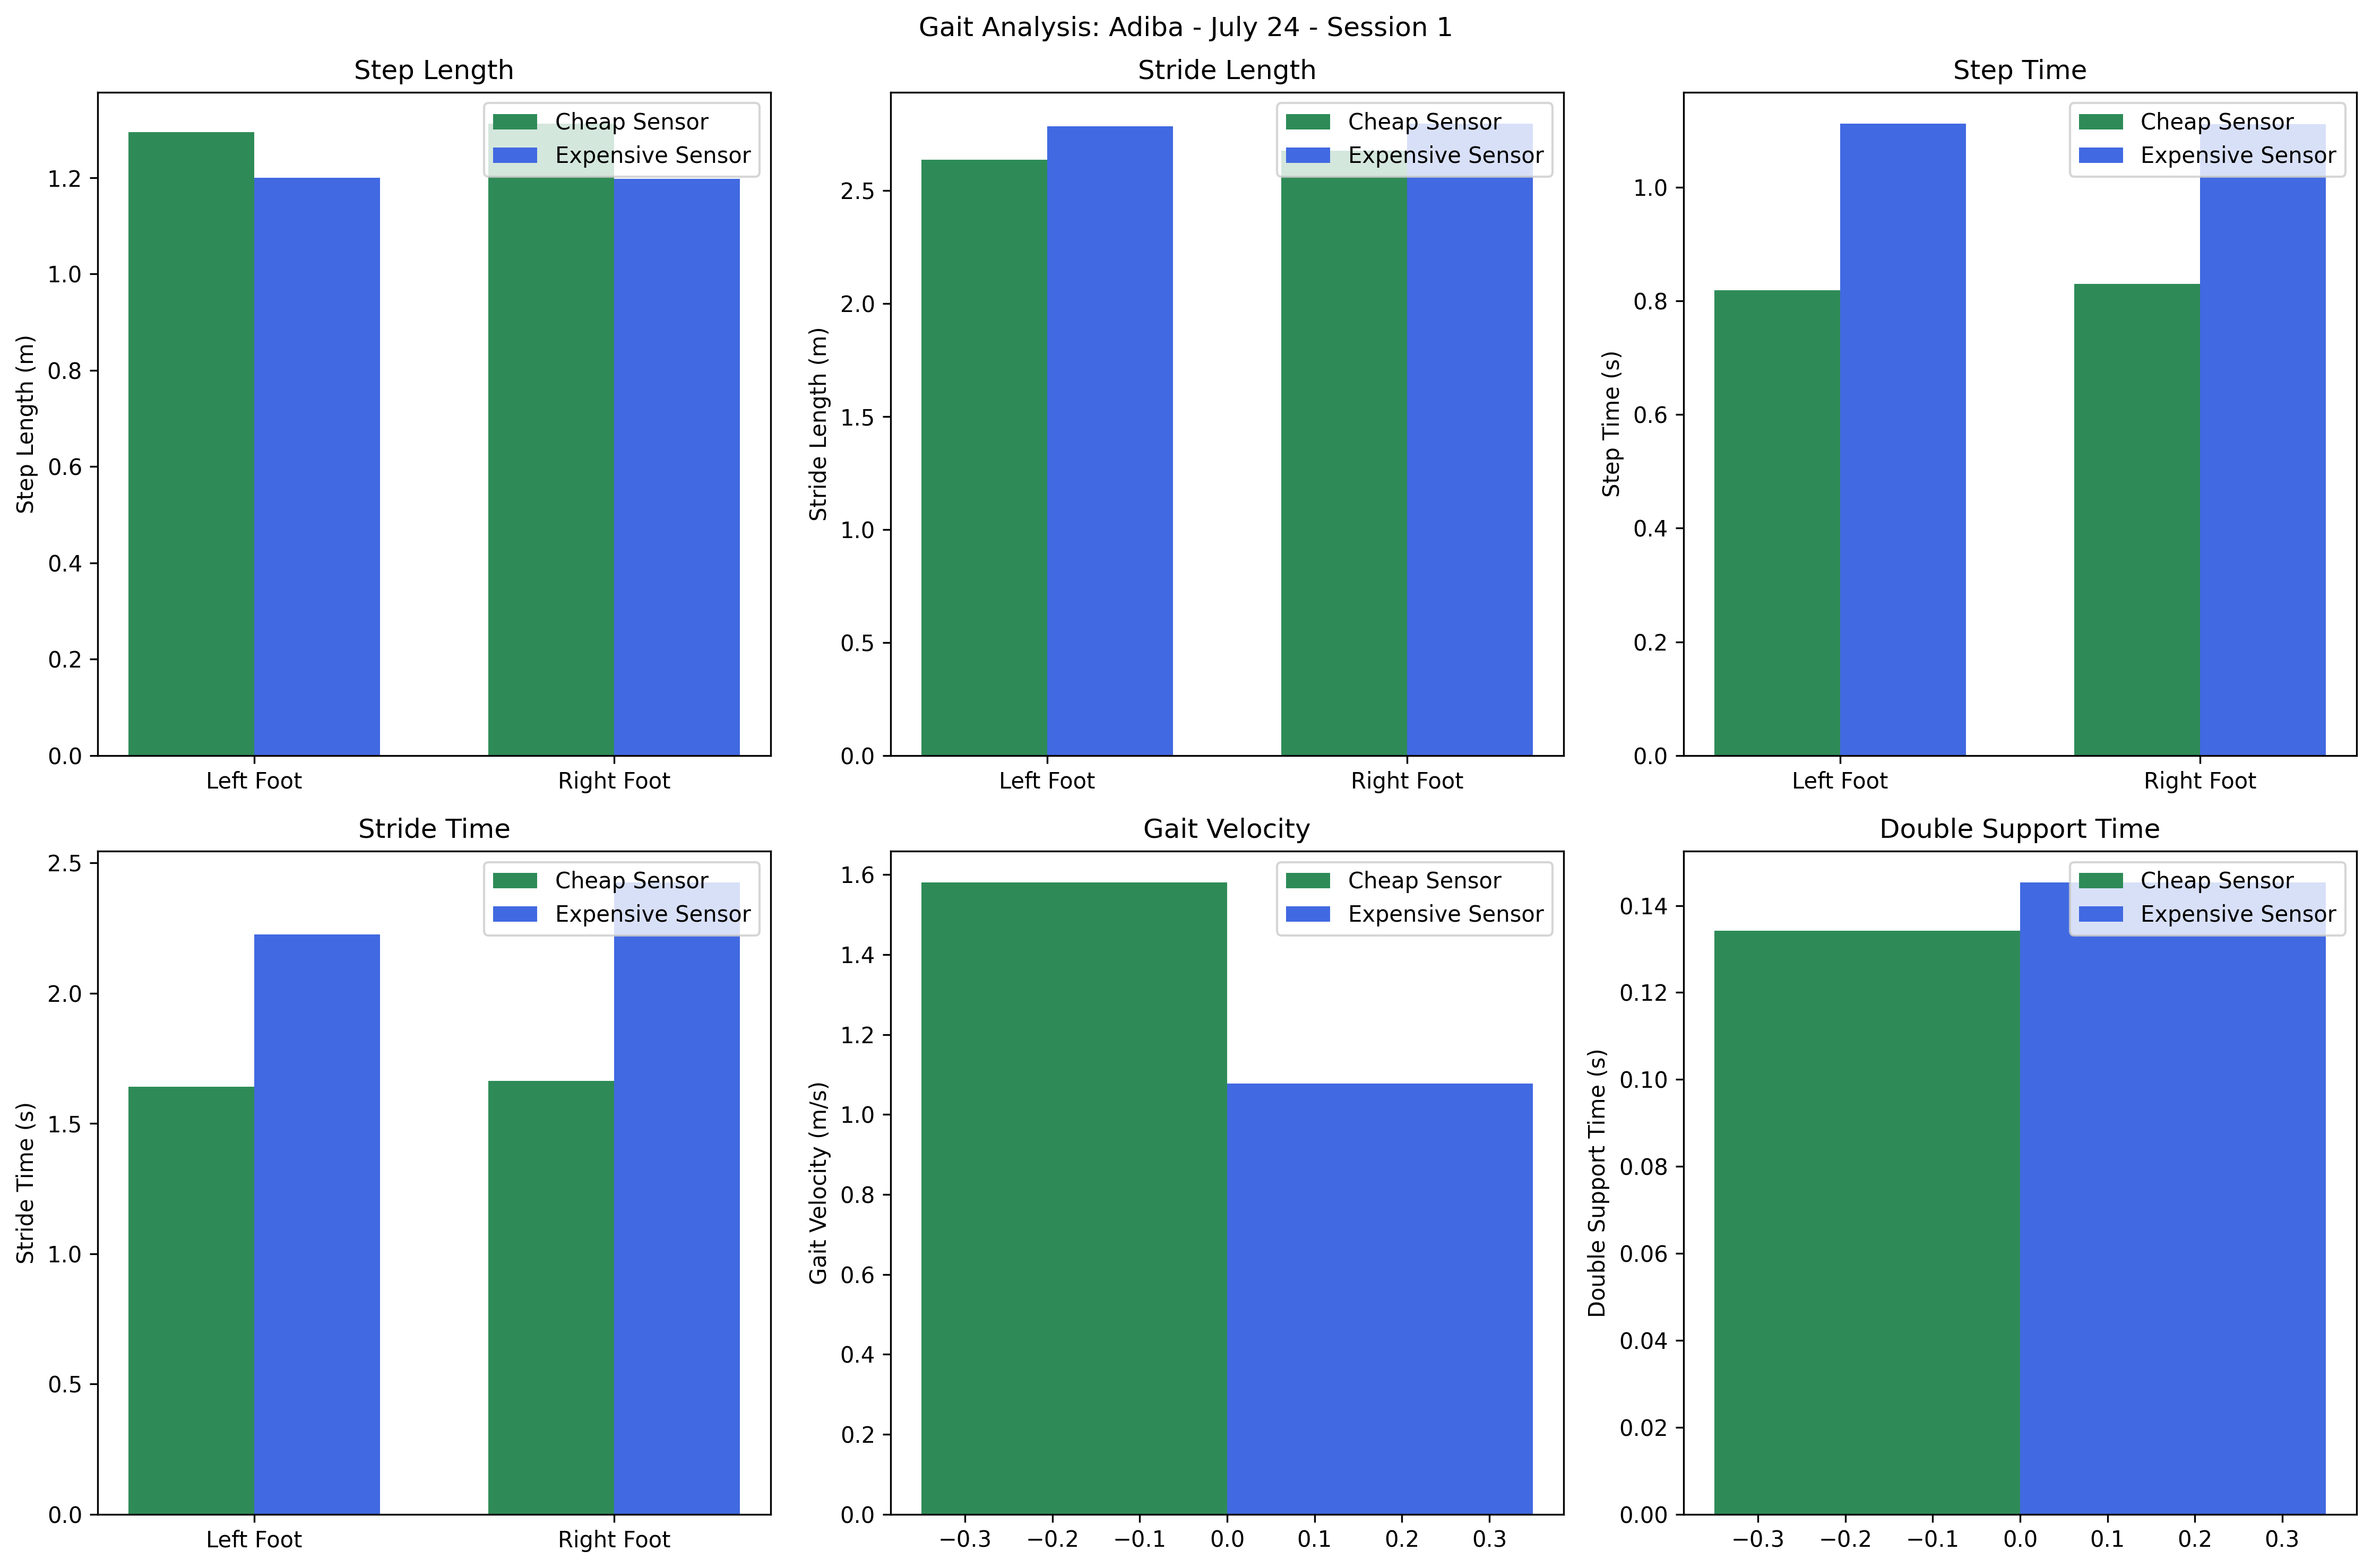 Gait Analysis: Adiba - July 24 - Session 1
Step Length
Step Length (m)
1.2
1.0
0.8
0.6
0.4
0.2
0.0
Left Foot
Right Foot
Cheap Sensor
Expensive Sensor
Stride Length
Stride Length (m)
2.5
2.0
1.5
1.0
0.5
0.0
Left Foot
Right Foot
Cheap Sensor
Expensive Sensor
Step Time
Step Time (s)
1.0
0.8
0.6
0.4
0.2
0.0
Left Foot
Right Foot
Cheap Sensor
Expensive Sensor
Stride Time
Stride Time (s)
2.5
2.0
1.5
1.0
0.5
0.0
Left Foot
Right Foot
Cheap Sensor
Expensive Sensor
Gait Velocity
Gait Velocity (m/s)
1.6
1.4
1.2
1.0
0.8
0.6
0.4
0.2
0.0
−0.3 −0.2 −0.1 0.0 0.1 0.2 0.3
Cheap Sensor
Expensive Sensor
Double Support Time
Double Support Time (s)
0.14
0.12
0.10
0.08
0.06
0.04
0.02
0.00
−0.3 −0.2 −0.1 0.0 0.1 0.2 0.3
Cheap Sensor
Expensive Sensor